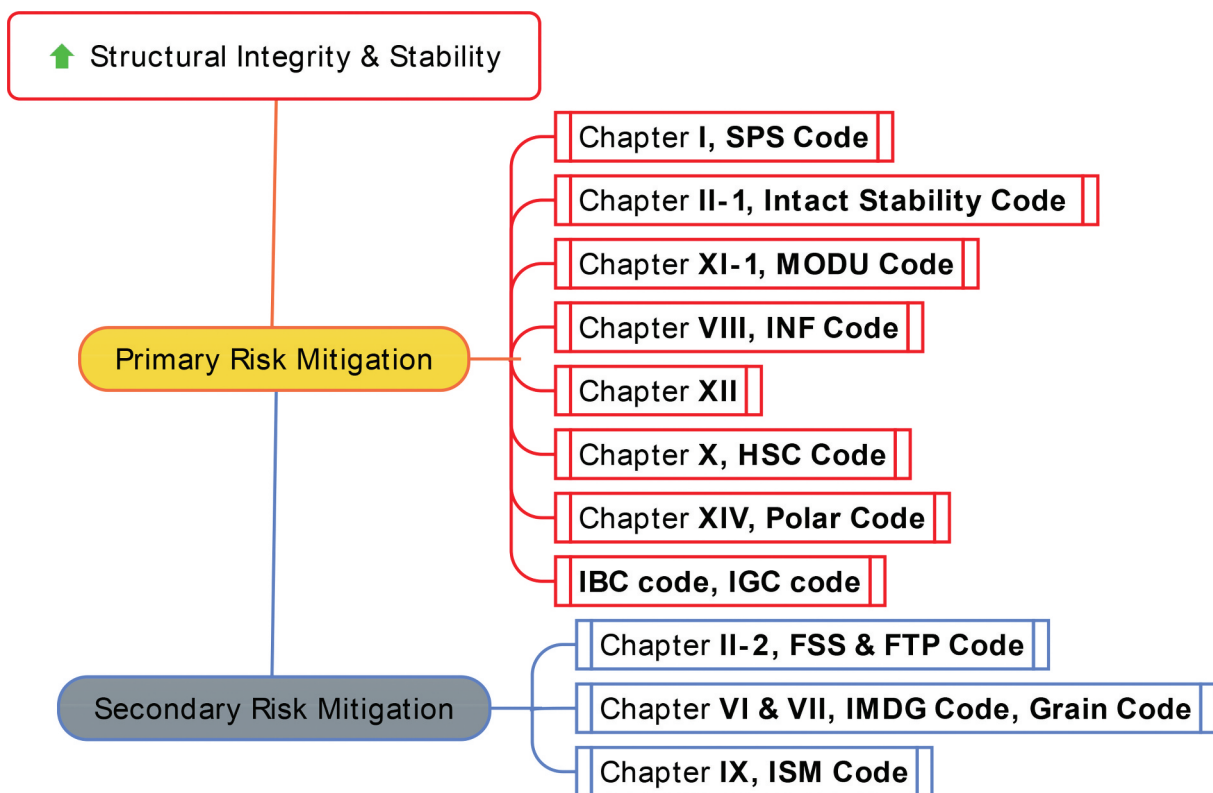 Structural Integrity & Stability
Chapter I, SPS Code
Chapter II-1, Intact Stability Code
Chapter XI-1, MODU Code
Chapter VIII, INF Code
Primary Risk Mitigation
Chapter XII
Chapter X, HSC Code
Chapter XIV, Polar Code
IBC code, IGC code
Chapter II-2, FSS & FTP Code
Secondary Risk Mitigation
Chapter VI & VII, IMDG Code, Grain Code
Chapter IX, ISM Code